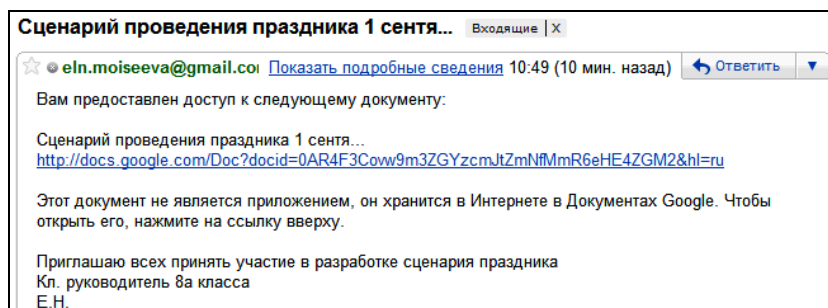 Сценарий проведения праздника 1 сентя... Входящие | X
eln.moiseeva@gmail.co Показать подробные сведения 10:49 (10 мин. назад) Ответить
Вам предоставлен доступ к следующему документу:
Сценарий проведения праздника 1 сентя...
http://docs.google.com/Doc?docid=0AR4F3Covw9m3ZGYzcmJtZmNfMmR6eHE4ZGM2&hl=ru
Этот документ не является приложением, он хранится в Интернете в Документах Google. Чтобы
открыть его, нажмите на ссылку вверху.
Приглашаю всех принять участие в разработке сценария праздника
Кл. руководитель 8а класса
Е.Н.